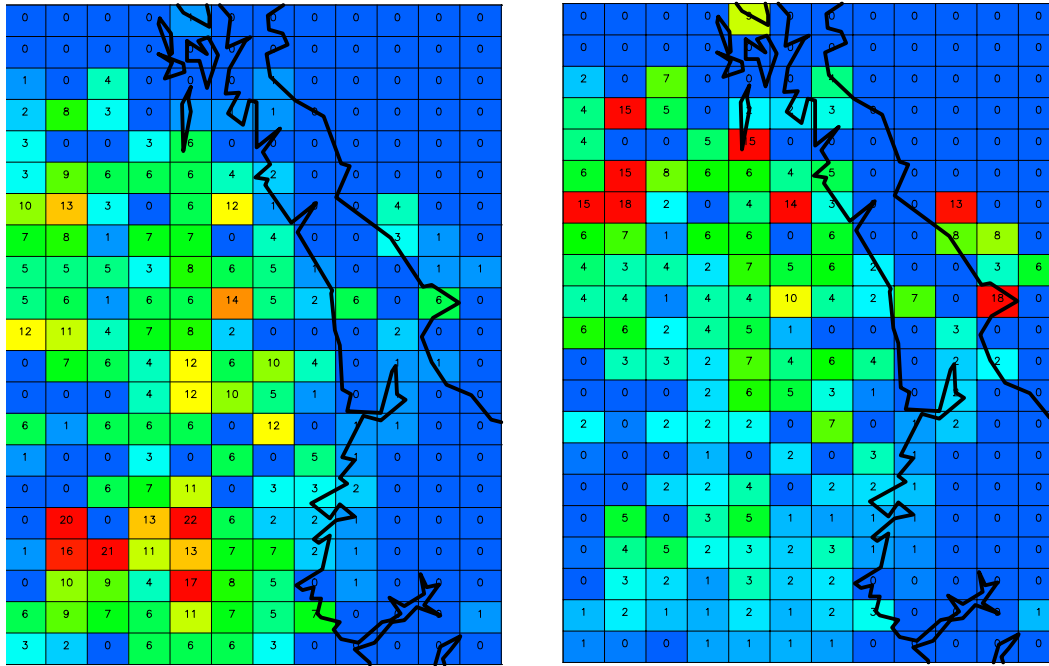 0 0 0 0 1 0 0 0 0 0 0 0
0 0 0 0 0 0 0 0 0 0 0 0
1 0 4 0 0 0 0 0 0 0 0
2 8 3 0 1 0 0 0 0 0
3 0 0 3 6 0 0 0 0 0 0 0
3 9 6 6 6 4 2 0 0 0 0 0
10 13 3 0 6 12 1 0 0 4 0 0
7 8 1 7 7 0 4 0 0 3 1 0
5 5 5 3 8 6 5 1 0 0 1 1
5 6 1 6 6 14 5 2 6 0 6 0
12 11 4 7 8 2 0 0 0 2 0 0
0 7 6 4 12 6 10 4 0 1 1 0
0 0 0 4 12 10 5 1 0 1 0 0
6 1 6 6 6 0 12 0 1 1 0 0
1 0 0 3 0 6 0 5 1 0 0 0
0 0 6 7 11 0 3 3 2 0 0 0
0 20 0 13 22 6 2 2 1 0 0 0
1 16 21 11 13 7 7 2 1 0 0 0
0 10 9 4 17 8 5 0 1 0 0 0
6 9 7 6 11 7 5 7 0 0 0 1
3 2 0 6 6 6 3 0 0 0 0 0
0 0 0 0 9 0 0 0 0 0 0 0
0 0 0 0 0 0 0 0 0 0 0 0
2 0 7 0 0 0 4 0 0 0 0 0
4 15 5 0 2 2 3 0 0 0 0 0
4 0 0 5 15 0 0 0 0 0 0 0
6 15 8 6 6 4 5 0 0 0 0 0
15 18 2 0 4 14 3 0 0 13 0 0
6 7 1 6 6 0 6 0 0 8 8 0
4 3 4 2 7 5 6 2 0 0 3 6
4 4 1 4 4 10 4 2 7 0 18 0
6 6 2 4 5 1 0 0 0 3 0 0
0 3 3 2 7 4 6 4 0 2 2 0
0 0 0 2 6 5 3 1 0 2 0 0
2 0 2 2 2 0 7 0 1 2 0 0
0 0 0 1 0 2 0 3 1 0 0 0
0 0 2 2 4 0 2 2 1 0 0 0
0 5 0 3 5 1 1 1 1 0 0 0
0 4 5 2 3 2 3 1 1 0 0 0
0 3 2 1 3 2 2 0 0 0 0 0
1 2 1 1 2 1 2 3 0 0 0 1
1 0 0 1 1 1 1 0 0 0 0 0